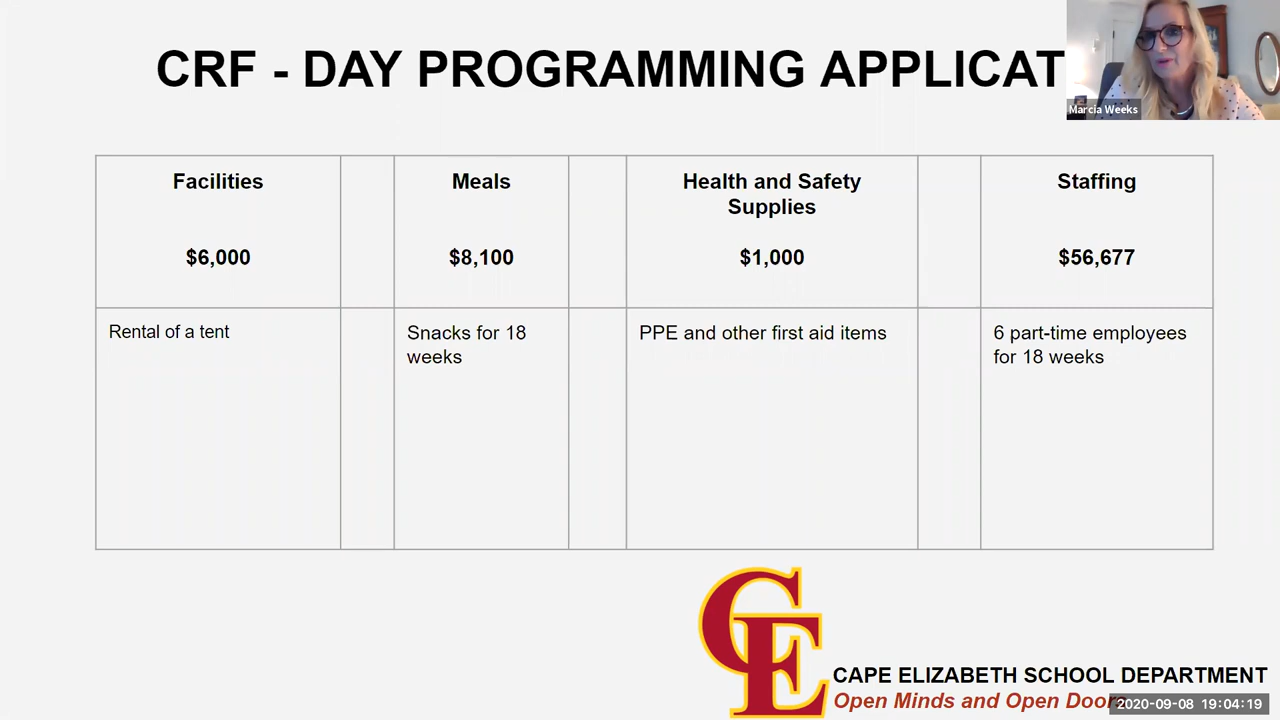 CRF - DAY PROGRAMMING APPLICAT
Marcia Weeks
Facilities
$6,000
Meals
$8,100
Health and Safety
Supplies
$1,000
Staffing
$56,677
Rental of a tent
Snacks for 18
weeks
PPE and other first aid items
6 part-time employees
for 18 weeks
CE
CAPE ELIZABETH SCHOOL DEPARTMENT
Open Minds and Open Doors
2020-09-08 19:04:19